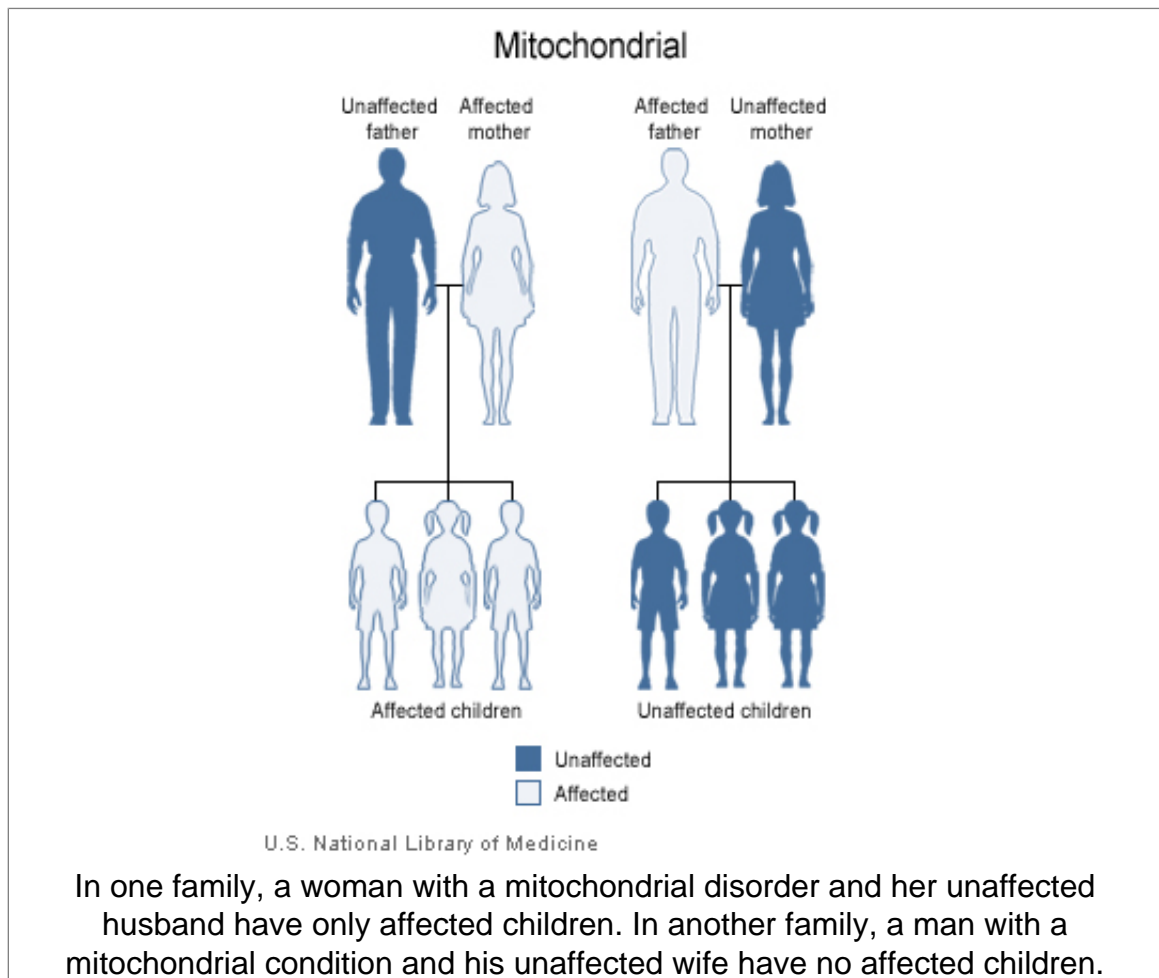 Mitochondrial
Unaffected father
Affected mother
Affected father
Unaffected mother
Affected children
Unaffected children
Unaffected
Affected
U.S. National Library of Medicine
In one family, a woman with a mitochondrial disorder and her unaffected
husband have only affected children. In another family, a man with a
mitochondrial condition and his unaffected wife have no affected children.